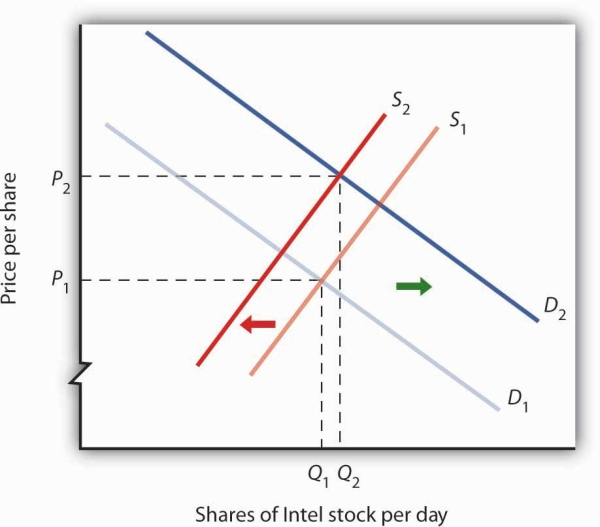 S2
S1
P2
Price per share
P1
D2
D1
Q1 Q2
Shares of Intel stock per day